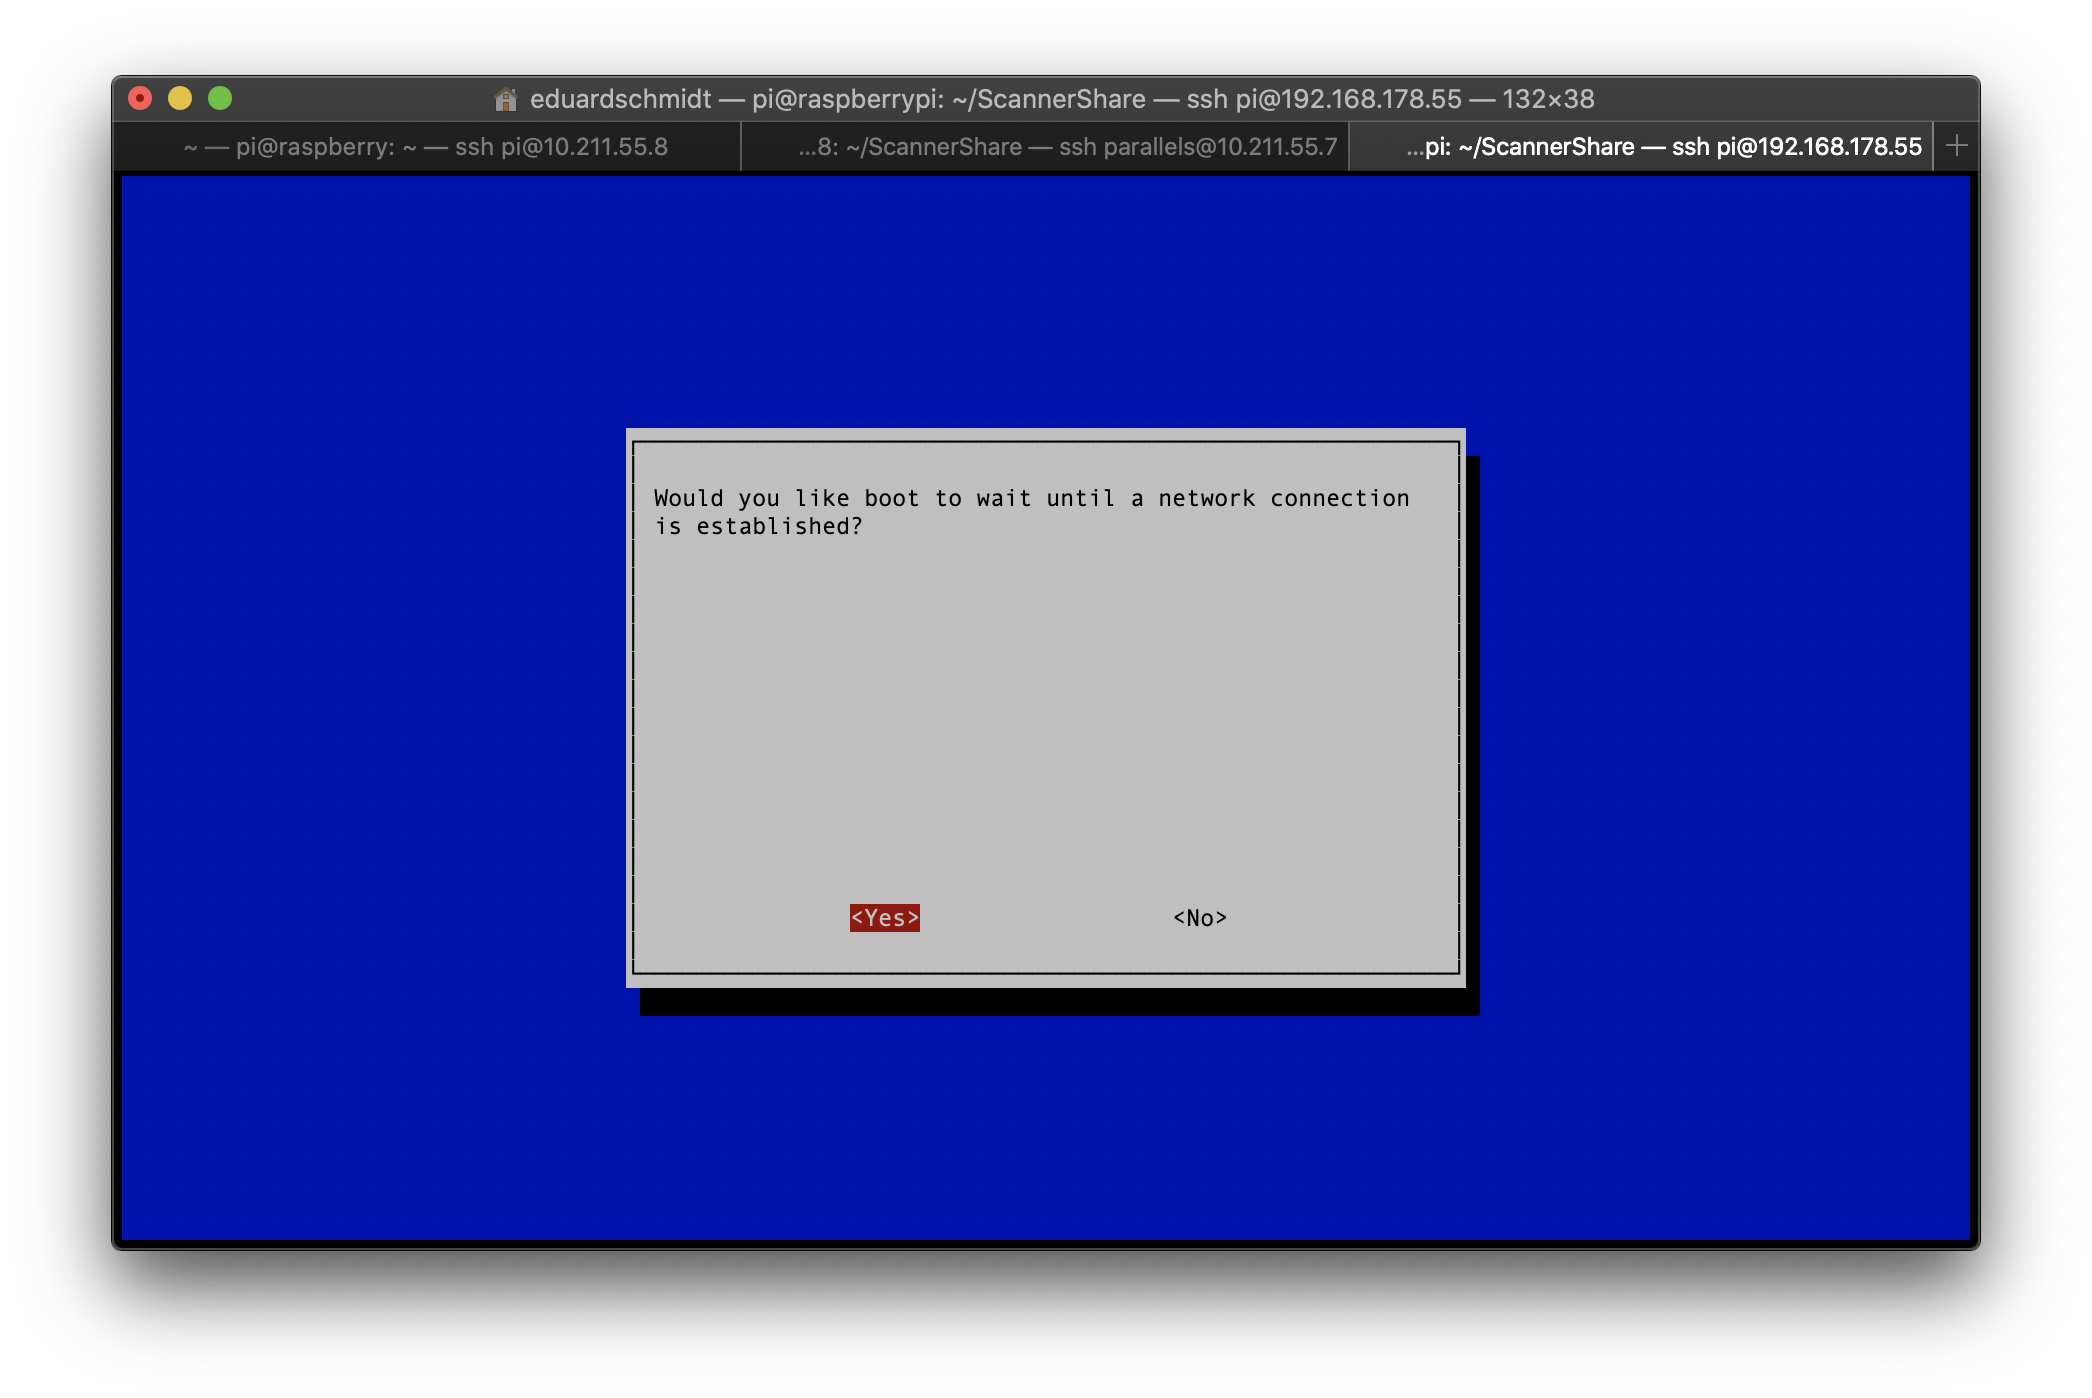 eduardschmidt — pi@raspberrypi: ~/ScannerShare — ssh pi@192.168.178.55 — 132×38
~ — pi@raspberry: ~ — ssh pi@10.211.55.8
...8: ~/ScannerShare — ssh parallels@10.211.55.7
...pi: ~/ScannerShare — ssh pi@192.168.178.55
Would you like boot to wait until a network connection
is established?
<Yes>
<No>